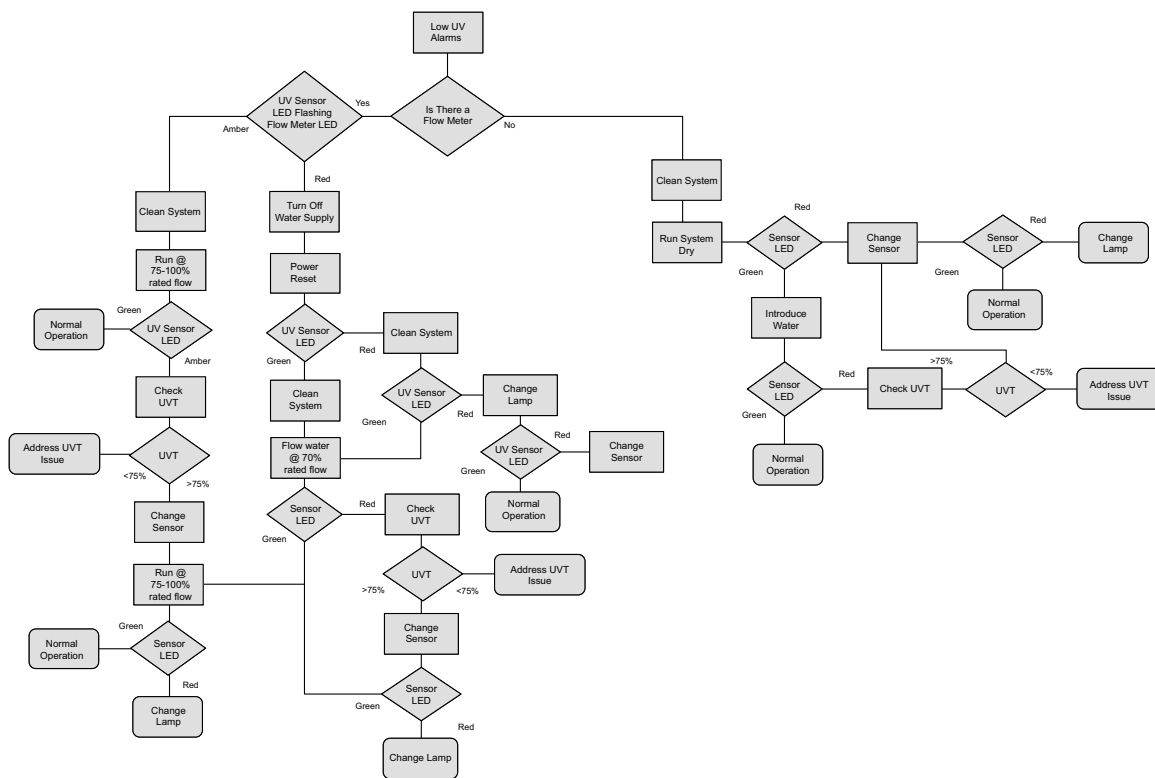 Low UV
Alarms
Is There a
Flow Meter
Yes
No
UV Sensor
LED Flashing
Flow Meter LED
Amber
Red
Clean System
Run @
75-100%
rated flow
Green
Normal
Operation
UV Sensor
LED
Amber
Check
UVT
Address UVT
Issue
UVT
<75%
>75%
Change
Sensor
Run @
75-100%
rated flow
Green
Normal
Operation
Sensor
LED
Red
Change
Lamp
Turn Off
Water Supply
Power
Reset
UV Sensor
LED
Green
Red
Clean System
Clean
System
UV Sensor
LED
Green
Red
Change
Lamp
Flow water
@ 70%
rated flow
UV Sensor
LED
Green
Red
Change
Sensor
Normal
Operation
Sensor
LED
Green
Red
Check
UVT
UVT
>75%
<75%
Address UVT
Issue
Change
Sensor
Sensor
LED
Green
Red
Change Lamp
Clean System
Run System
Dry
Sensor
LED
Red
Green
Change
Sensor
Sensor
LED
Red
Green
Change
Lamp
Normal
Operation
Introduce
Water
Sensor
LED
Red
Green
Check UVT
UVT
>75%
<75%
Address UVT
Issue
Normal
Operation